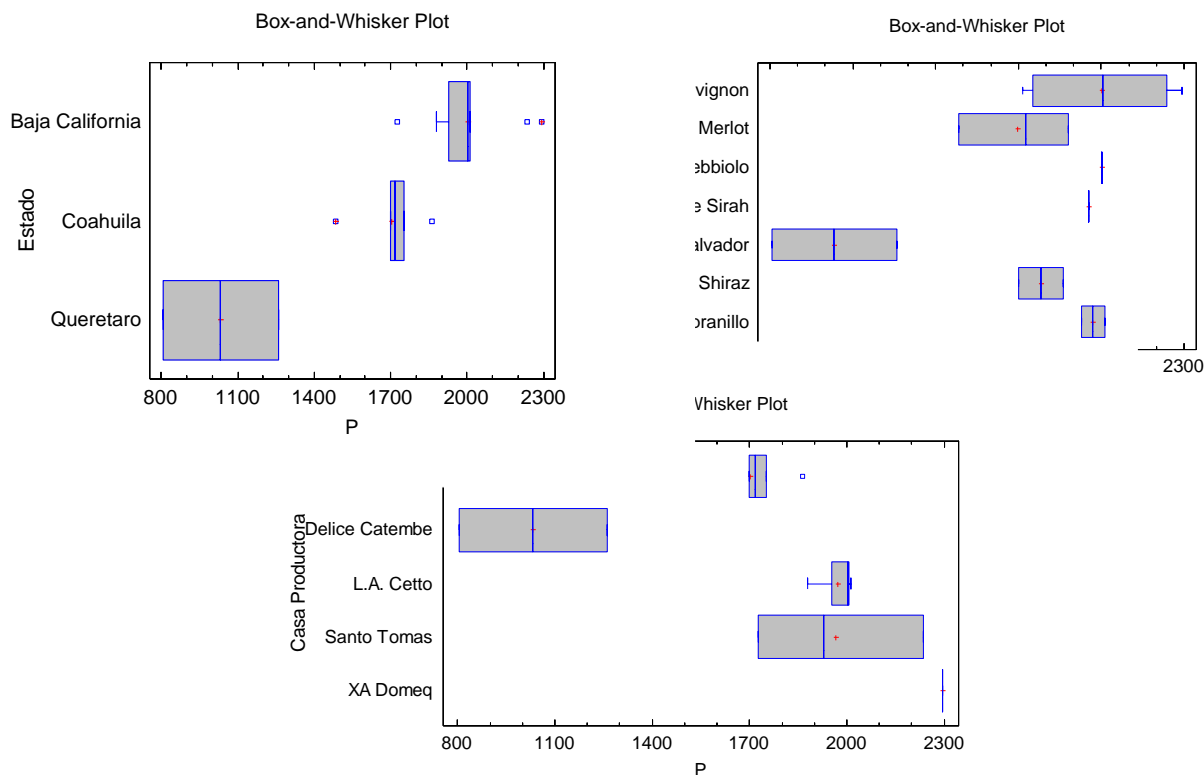 Box-and-Whisker Plot
Estado
Baja California
Coahuila
Queretaro
800 1100 1400 1700 2000 2300
P
Box-and-Whisker Plot
vignon
Merlot
ebbiolo
e Sirah
alvador
Shiraz
oranillo
2300
Whisker Plot
Casa Productora
Delice Catembe
L.A. Cetto
Santo Tomas
XA Domeq
800 1100 1400 1700 2000 2300
P